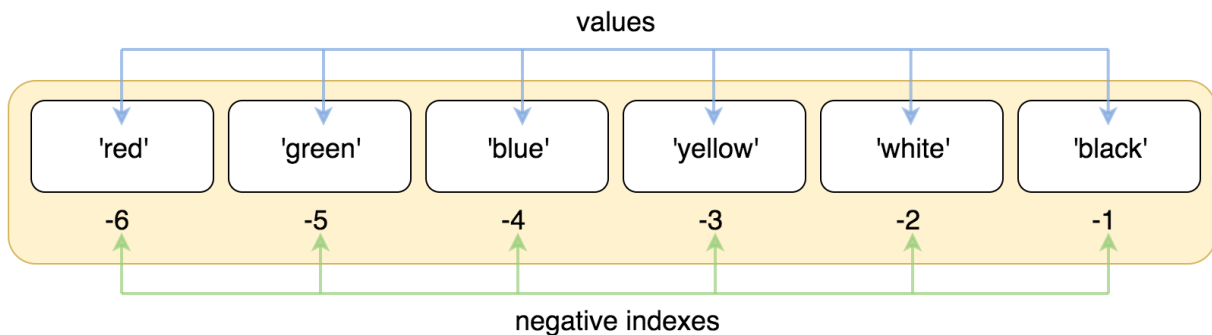 values
'red' 'green' 'blue' 'yellow' 'white' 'black'
-6 -5 -4 -3 -2 -1
negative indexes